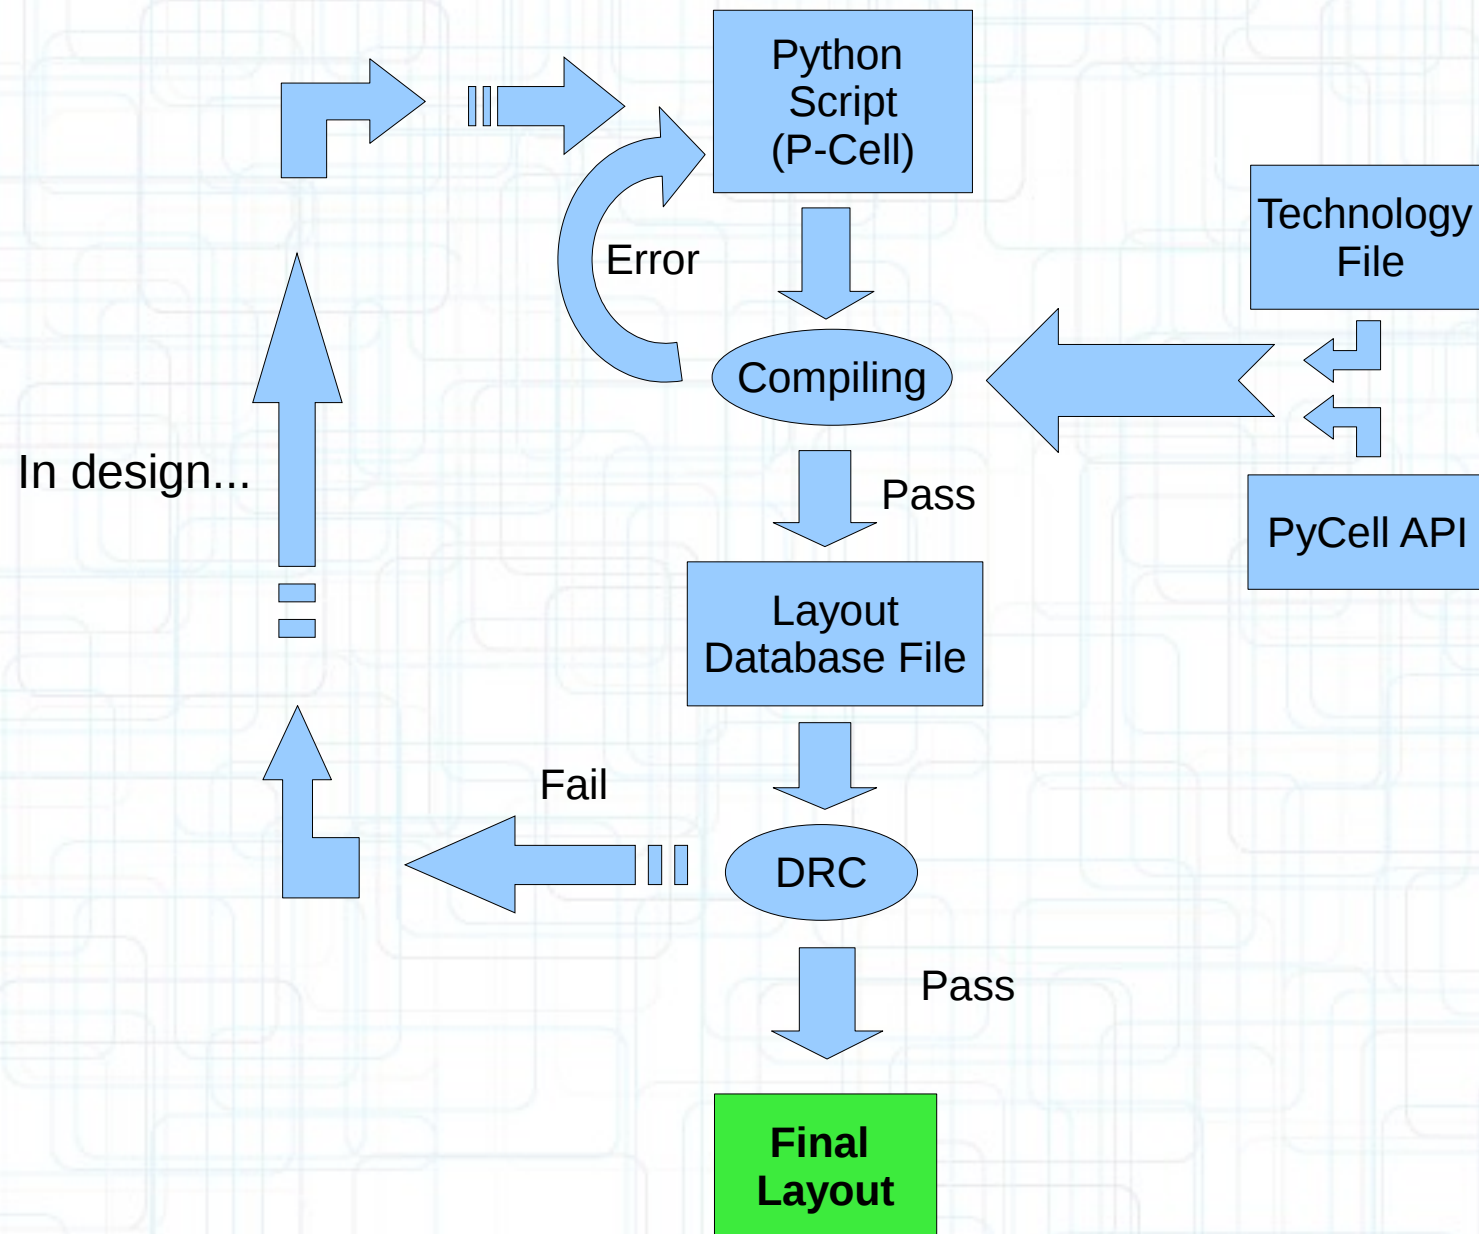 Python
Script
(P-Cell)
Technology
File
Error
Compiling
In design...
Pass
PyCell API
Layout
Database File
Fail
DRC
Pass
Final
Layout